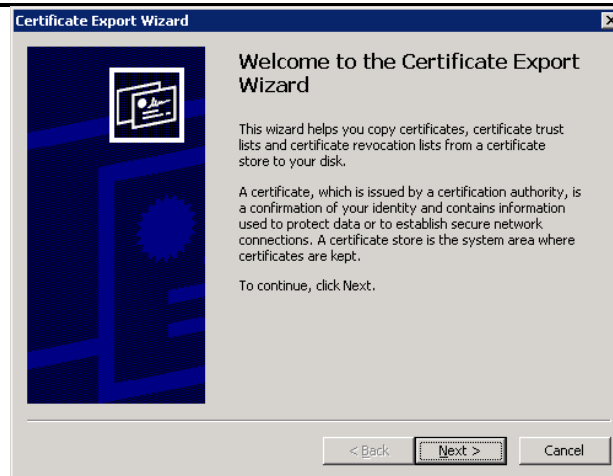 Certificate Export Wizard
Welcome to the Certificate Export
Wizard
This wizard helps you copy certificates, certificate trust
lists and certificate revocation lists from a certificate
store to your disk.
A certificate, which is issued by a certification authority, is
a confirmation of your identity and contains information
used to protect data or to establish secure network
connections. A certificate store is the system area where
certificates are kept.
To continue, click Next.
< Back Next > Cancel